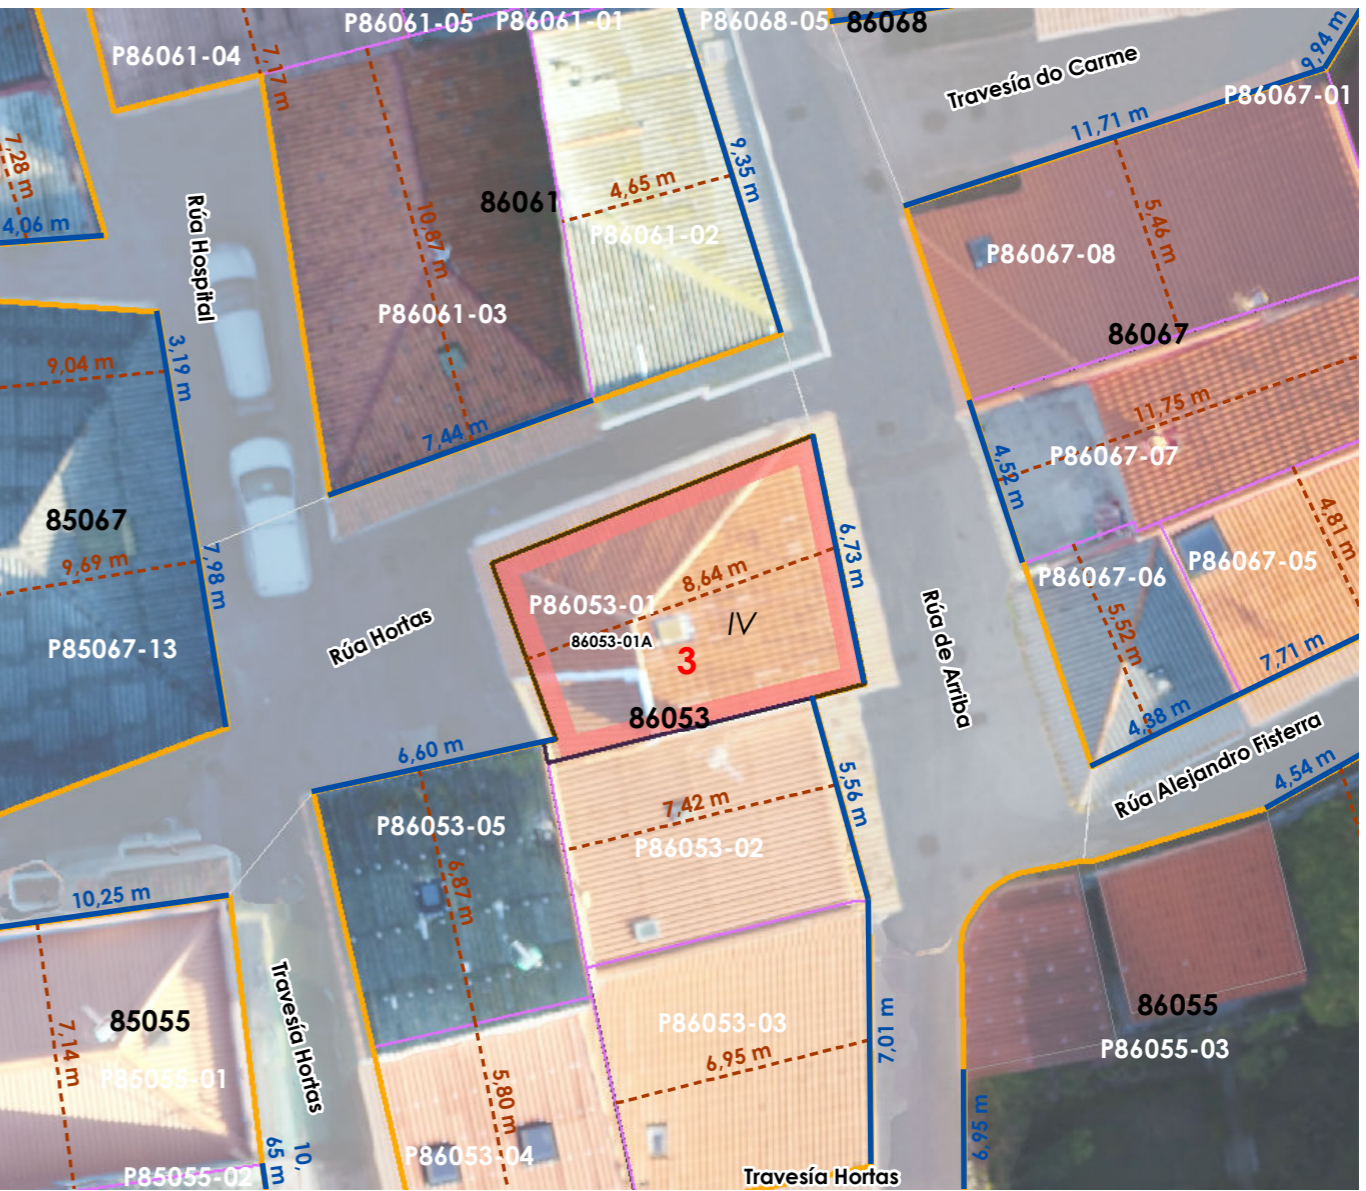 P86061-05
P86061-01
P86068-05
86068
P86061-04
7,17 m
Travesía do Carme
9,94 m
P86067-01
11,71 m
7,28 m
9,35 m
4,65 m
86061
4,06 m
Rúa Hospital
10,87 m
P86061-02
5,46 m
P86067-08
P86061-03
86067
9,04 m
3,19 m
11,75 m
7,44 m
P86067-07
4,52 m
4,81 m
85067
9,69 m
7,98 m
6,73 m
8,64 m
P86067-06
P86067-05
P86053-01
IV
86053-01A
3
Rúa Hortas
Rúa de Arriba
5,52 m
7,71 m
P85067-13
86053
4,38 m
6,60 m
Rúa Alejandro Fisterra
4,54 m
5,56 m
7,42 m
P86053-05
P86053-02
6,87 m
10,25 m
Travesía Hortas
85055
86055
P86053-03
7,01 m
7,14 m
6,95 m
P86055-03
P85055-01
5,80 m
6,95 m
10,
65 m
P86053-04
P85055-02
Travesía Hortas